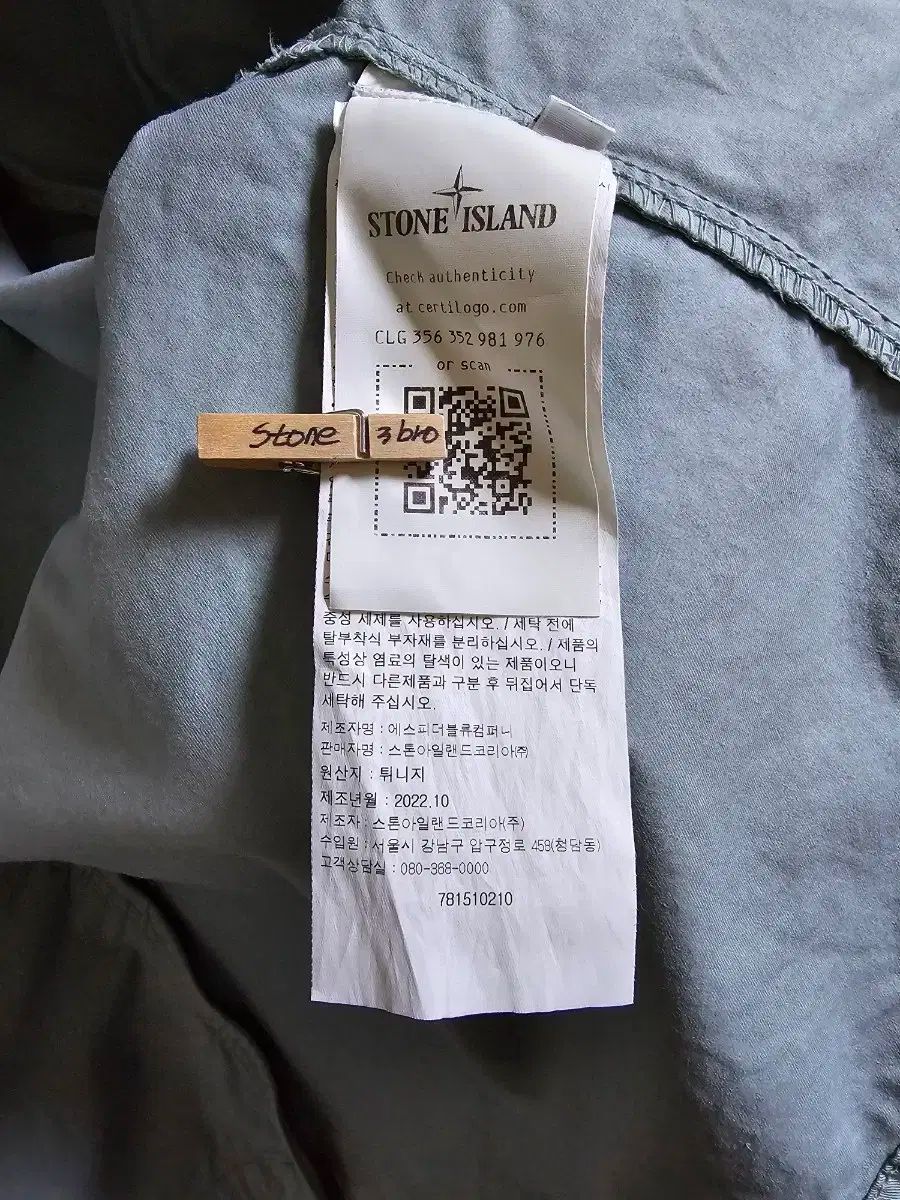 STONE ISLAND
Check authenticity
at certilogo.com
CLG 356 352 981 976
or scan
Stone 3bro
중성 세제를 사용하십시오. / 세탁 전에
탈부착식 부자재를 분리하십시오. / 제품의
특성상 염료의 탈색이 있는 제품이오니
반드시 다른제품과 구분 후 뒤집어서 단독
세탁해 주십시오.
제조자명 : 에스피더블류컴퍼니
판매자명 : 스톤아일랜드코리아㈜
원산지 : 튀니지
제조년월 : 2022.10
제조자 : 스톤아일랜드코리아(주)
수입원 : 서울시 강남구 압구정로 459(청담동)
고객상담실 : 080-368-0000
781510210